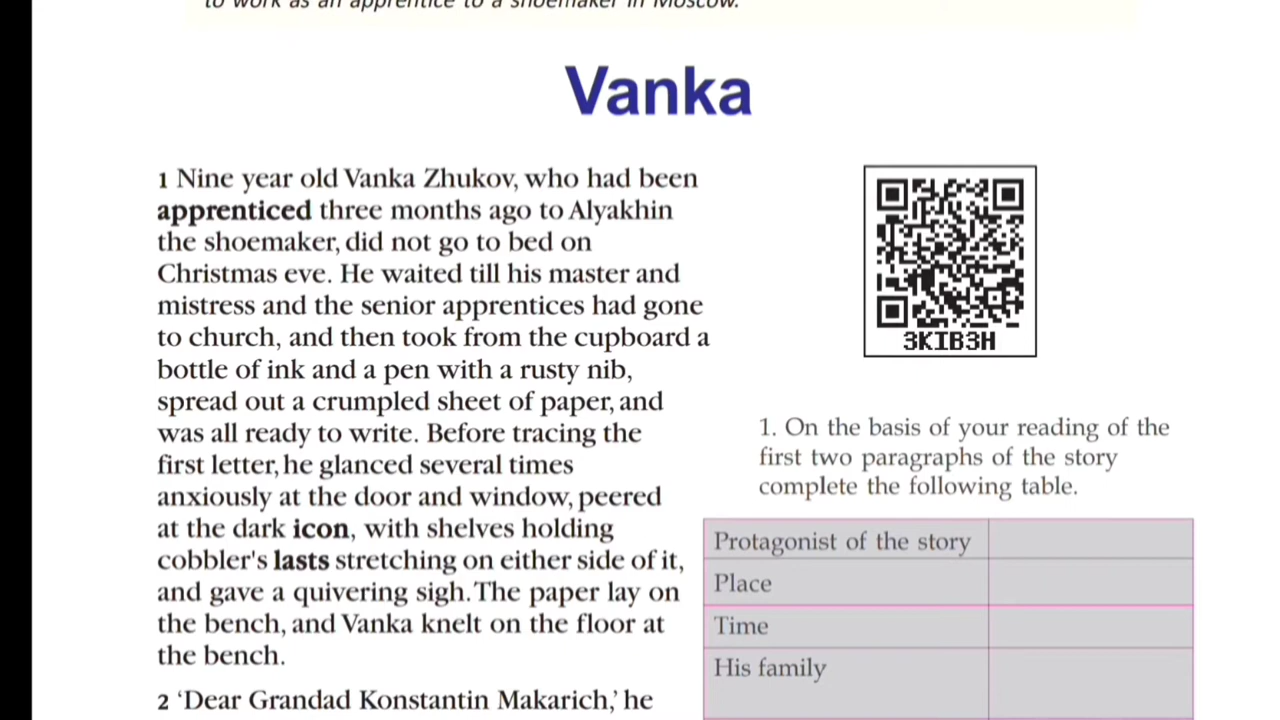 to work as an apprentice to a shoemaker in Moscow.
Vanka
1 Nine year old Vanka Zhukov, who had been
apprenticed three months ago to Alyakhin
the shoemaker, did not go to bed on
Christmas eve. He waited till his master and
mistress and the senior apprentices had gone
to church, and then took from the cupboard a
bottle of ink and a pen with a rusty nib,
spread out a crumpled sheet of paper, and
was all ready to write. Before tracing the
first letter, he glanced several times
anxiously at the door and window, peered
at the dark icon, with shelves holding
cobbler's lasts stretching on either side of it,
and gave a quivering sigh. The paper lay on
the bench, and Vanka knelt on the floor at
the bench.
2 ‘Dear Grandad Konstantin Makarich,’ he
3KIB3H
1. On the basis of your reading of the
first two paragraphs of the story
complete the following table.
Protagonist of the story
Place
Time
His family